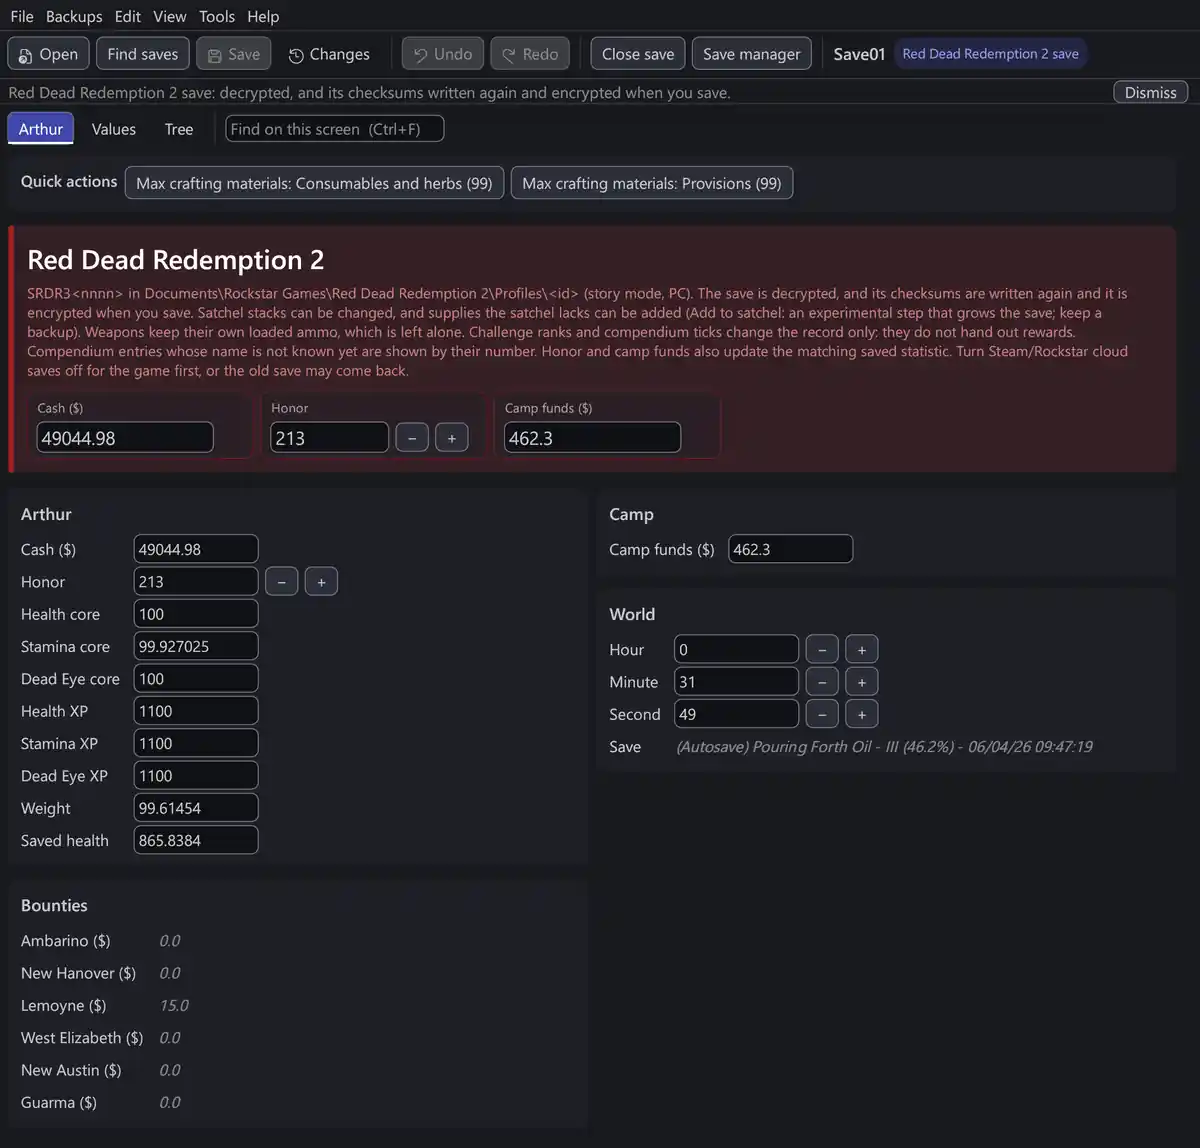 File Backups Edit View Tools Help
Open Find saves Save Changes Undo Redo Close save Save manager Save01 Red Dead Redemption 2 save
Red Dead Redemption 2 save: decrypted, and its checksums written again and encrypted when you save. Dismiss
Arthur Values Tree Find on this screen (Ctrl+F)
Quick actions Max crafting materials: Consumables and herbs (99) Max crafting materials: Provisions (99)
Red Dead Redemption 2
SRDR3<nnnn> in Documents\Rockstar Games\Red Dead Redemption 2\Profiles\<id> (story mode, PC). The save is decrypted, and its checksums are written again and it is
encrypted when you save. Satchel stacks can be changed, and supplies the satchel lacks can be added (Add to satchel: an experimental step that grows the save; keep a
backup). Weapons keep their own loaded ammo, which is left alone. Challenge ranks and compendium ticks change the record only: they do not hand out rewards.
Compendium entries whose name is not known yet are shown by their number. Honor and camp funds also update the matching saved statistic. Turn Steam/Rockstar cloud
saves off for the game first, or the old save may come back.
Cash ($) Honor Camp funds ($)
49044.98 213 − + 462.3
Arthur
Cash ($) 49044.98
Honor 213 − +
Health core 100
Stamina core 99.927025
Dead Eye core 100
Health XP 1100
Stamina XP 1100
Dead Eye XP 1100
Weight 99.61454
Saved health 865.8384
Camp
Camp funds ($) 462.3
World
Hour 0 − +
Minute 31 − +
Second 49 − +
Save (Autosave) Pouring Forth Oil - III (46.2%) - 06/04/26 09:47:19
Bounties
Ambarino ($) 0.0
New Hanover ($) 0.0
Lemoyne ($) 15.0
West Elizabeth ($) 0.0
New Austin ($) 0.0
Guarma ($) 0.0